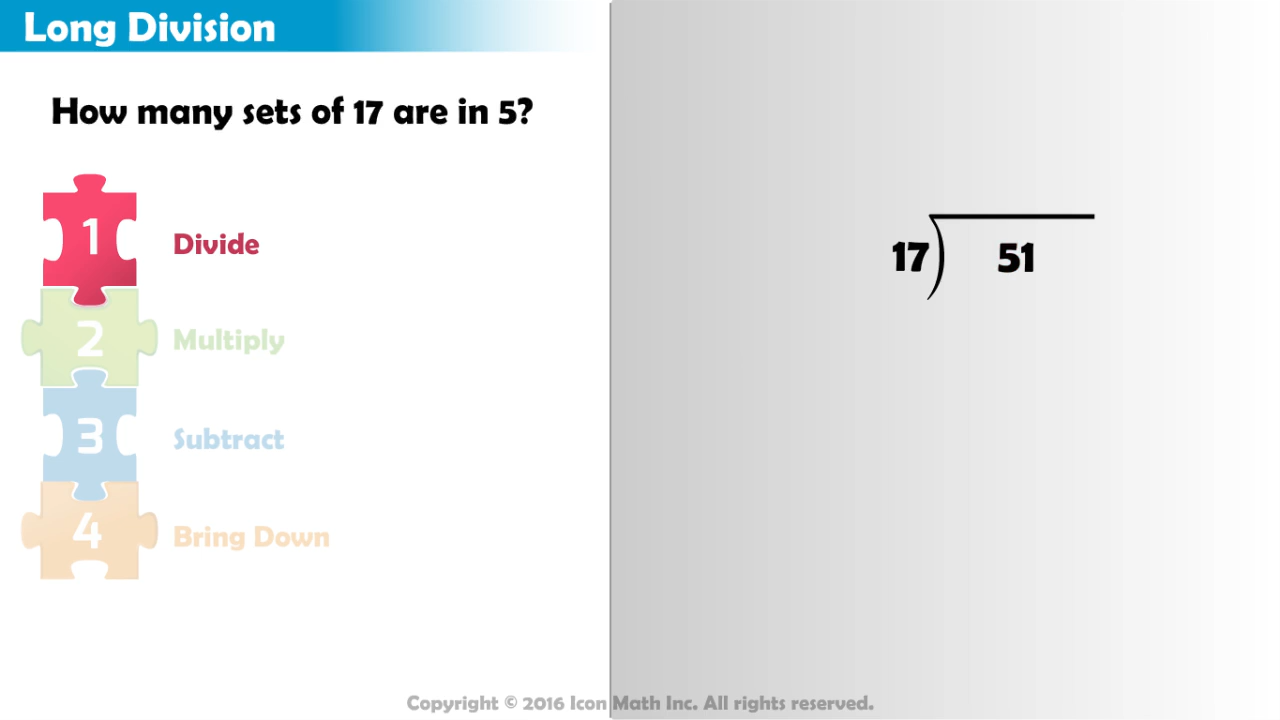 Long Division
How many sets of 17 are in 5?
1 Divide
2 Multiply
3 Subtract
4 Bring Down
17 51
Copyright © 2016 Icon Math Inc. All rights reserved.